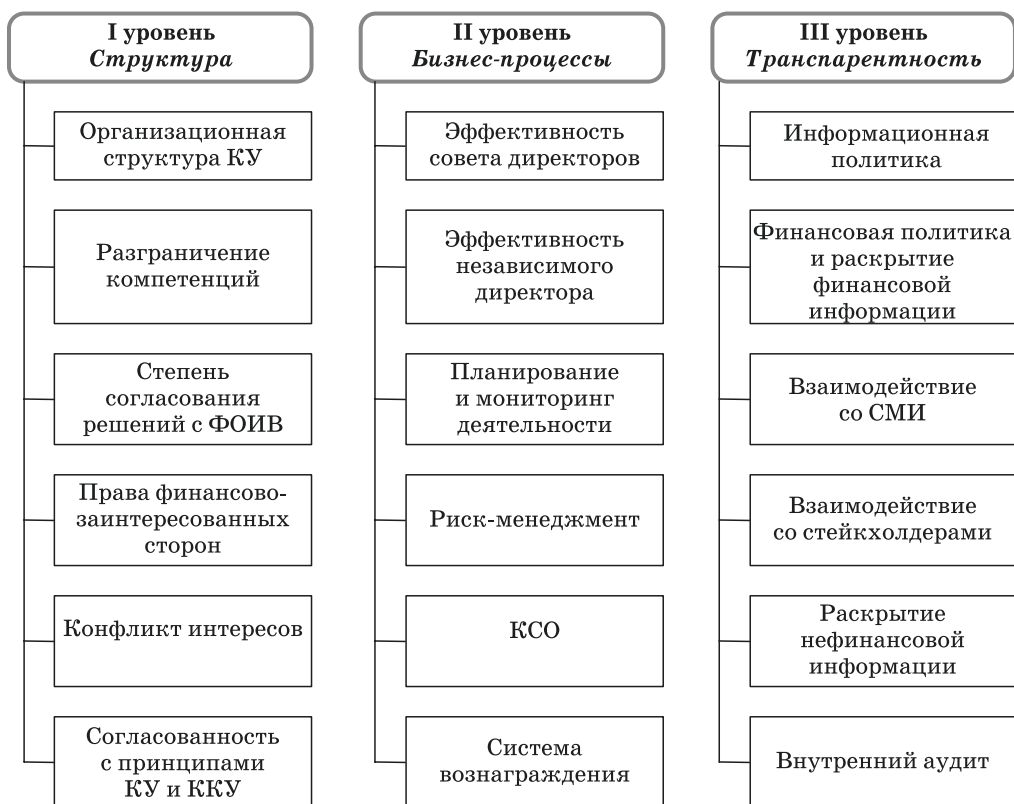 I уровень
Структура
Организационная
структура КУ
Разграничение
компетенций
Степень
согласования
решений с ФОИВ
Права финансово-
заинтересованных
сторон
Конфликт интересов
Согласованность
с принципами
КУ и ККУ
II уровень
Бизнес-процессы
Эффективность
совета директоров
Эффективность
независимого
директора
Планирование
и мониторинг
деятельности
Риск-менеджмент
КСО
Система
вознаграждения
III уровень
Транспарентность
Информационная
политика
Финансовая политика
и раскрытие
финансовой
информации
Взаимодействие
со СМИ
Взаимодействие
со стейкхолдерами
Раскрытие
нефинансовой
информации
Внутренний аудит